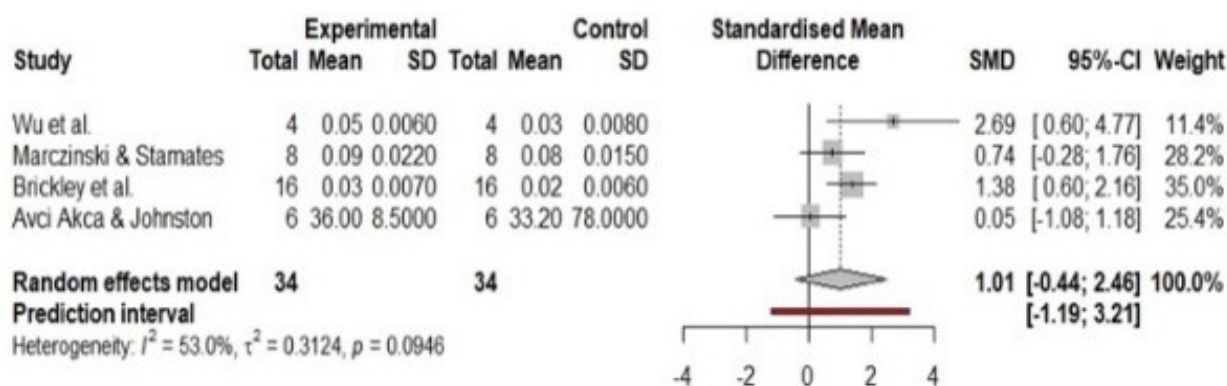 Experimental Control Standardised Mean
Study Total Mean SD Total Mean SD Difference SMD 95%-CI Weight
Wu et al. 4 0.05 0.0060 4 0.03 0.0080 2.69 [ 0.60; 4.77] 11.4%
Marczinski & Stamates 8 0.09 0.0220 8 0.08 0.0150 0.74 [-0.28; 1.76] 28.2%
Brickley et al. 16 0.03 0.0070 16 0.02 0.0060 1.38 [ 0.60; 2.16] 35.0%
Avci Akca & Johnston 6 36.00 8.5000 6 33.20 78.0000 0.05 [-1.08; 1.18] 25.4%
Random effects model 34 34 1.01 [-0.44; 2.46] 100.0%
Prediction interval [-1.19; 3.21]
Heterogeneity: I² = 53.0%, τ² = 0.3124, p = 0.0946
-4 -2 0 2 4